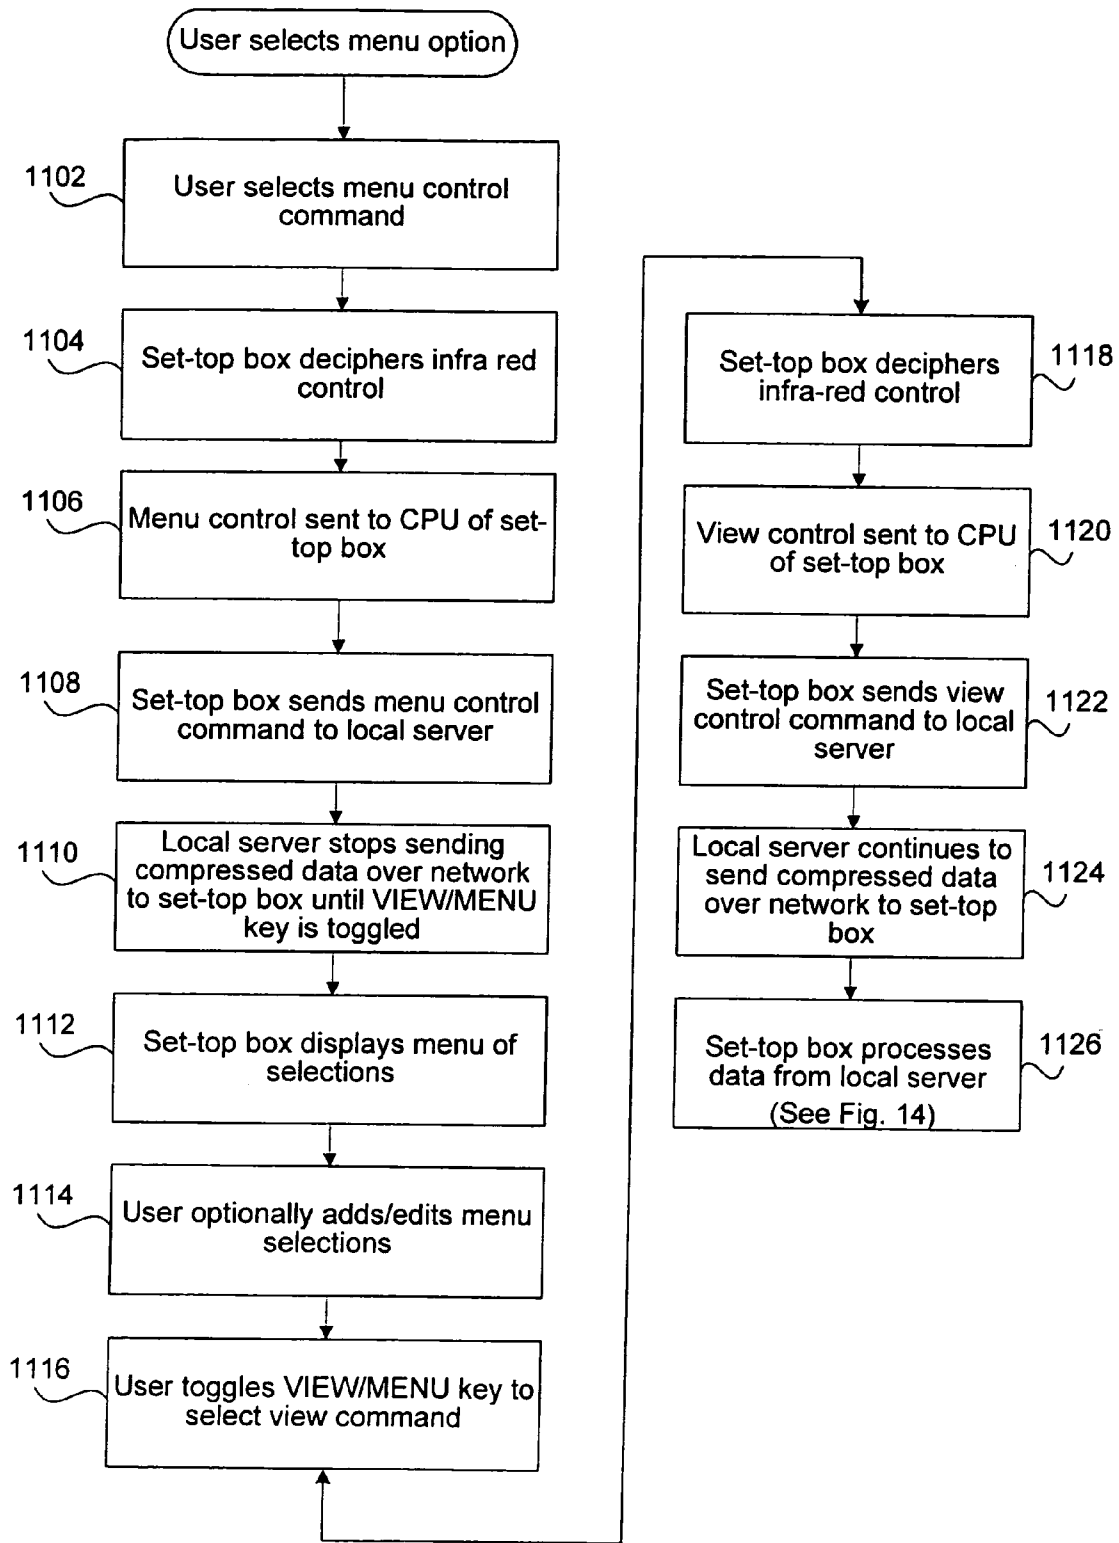 User selects menu option
1102
User selects menu control
command
1104
Set-top box deciphers infra red
control
1106
Menu control sent to CPU of set-
top box
1108
Set-top box sends menu control
command to local server
1110
Local server stops sending
compressed data over network
to set-top box until VIEW/MENU
key is toggled
1112
Set-top box displays menu of
selections
1114
User optionally adds/edits menu
selections
1116
User toggles VIEW/MENU key to
select view command
1118
Set-top box deciphers
infra-red control
1120
View control sent to CPU
of set-top box
1122
Set-top box sends view
control command to local
server
1124
Local server continues to
send compressed data
over network to set-top
box
1126
Set-top box processes
data from local server
(See Fig. 14)